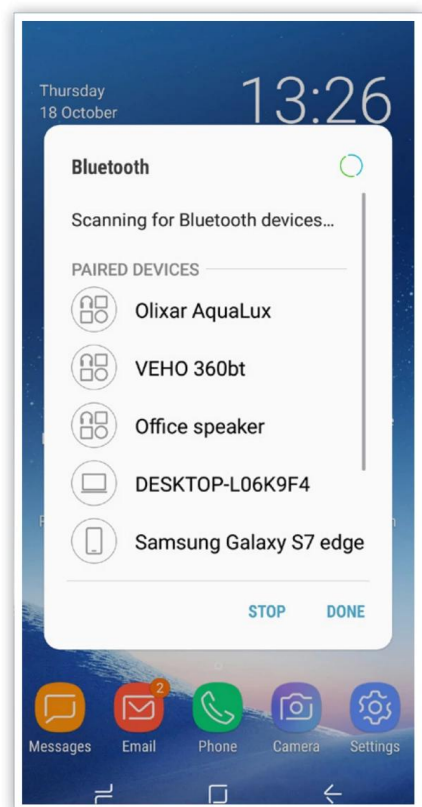 Thursday
18 October
13:26
Bluetooth
Scanning for Bluetooth devices...
PAIRED DEVICES
Olixar AquaLux
VEHO 360bt
Office speaker
DESKTOP-L06K9F4
Samsung Galaxy S7 edge
STOP DONE
2
Messages Email Phone Camera Settings